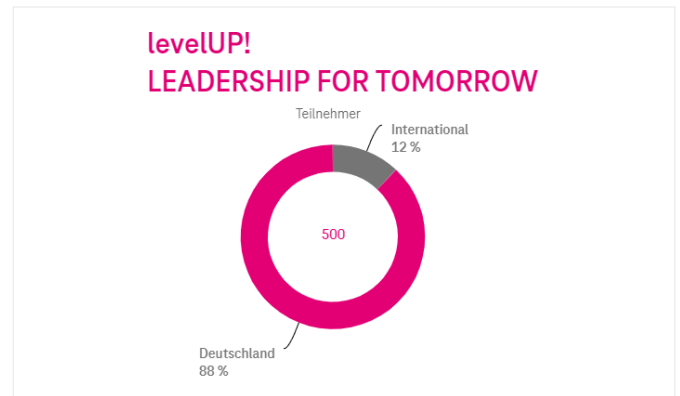 levelUP!
LEADERSHIP FOR TOMORROW
Teilnehmer
International
12 %
500
Deutschland
88 %